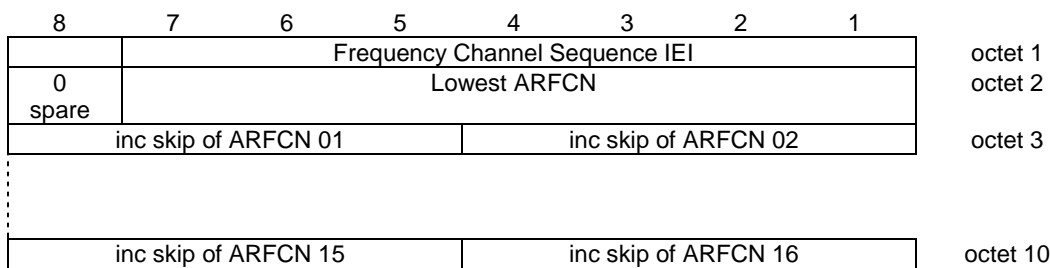 8 7 6 5 4 3 2 1
Frequency Channel Sequence IEI octet 1
0 Lowest ARFCN octet 2
spare
inc skip of ARFCN 01 inc skip of ARFCN 02 octet 3
inc skip of ARFCN 15 inc skip of ARFCN 16 octet 10